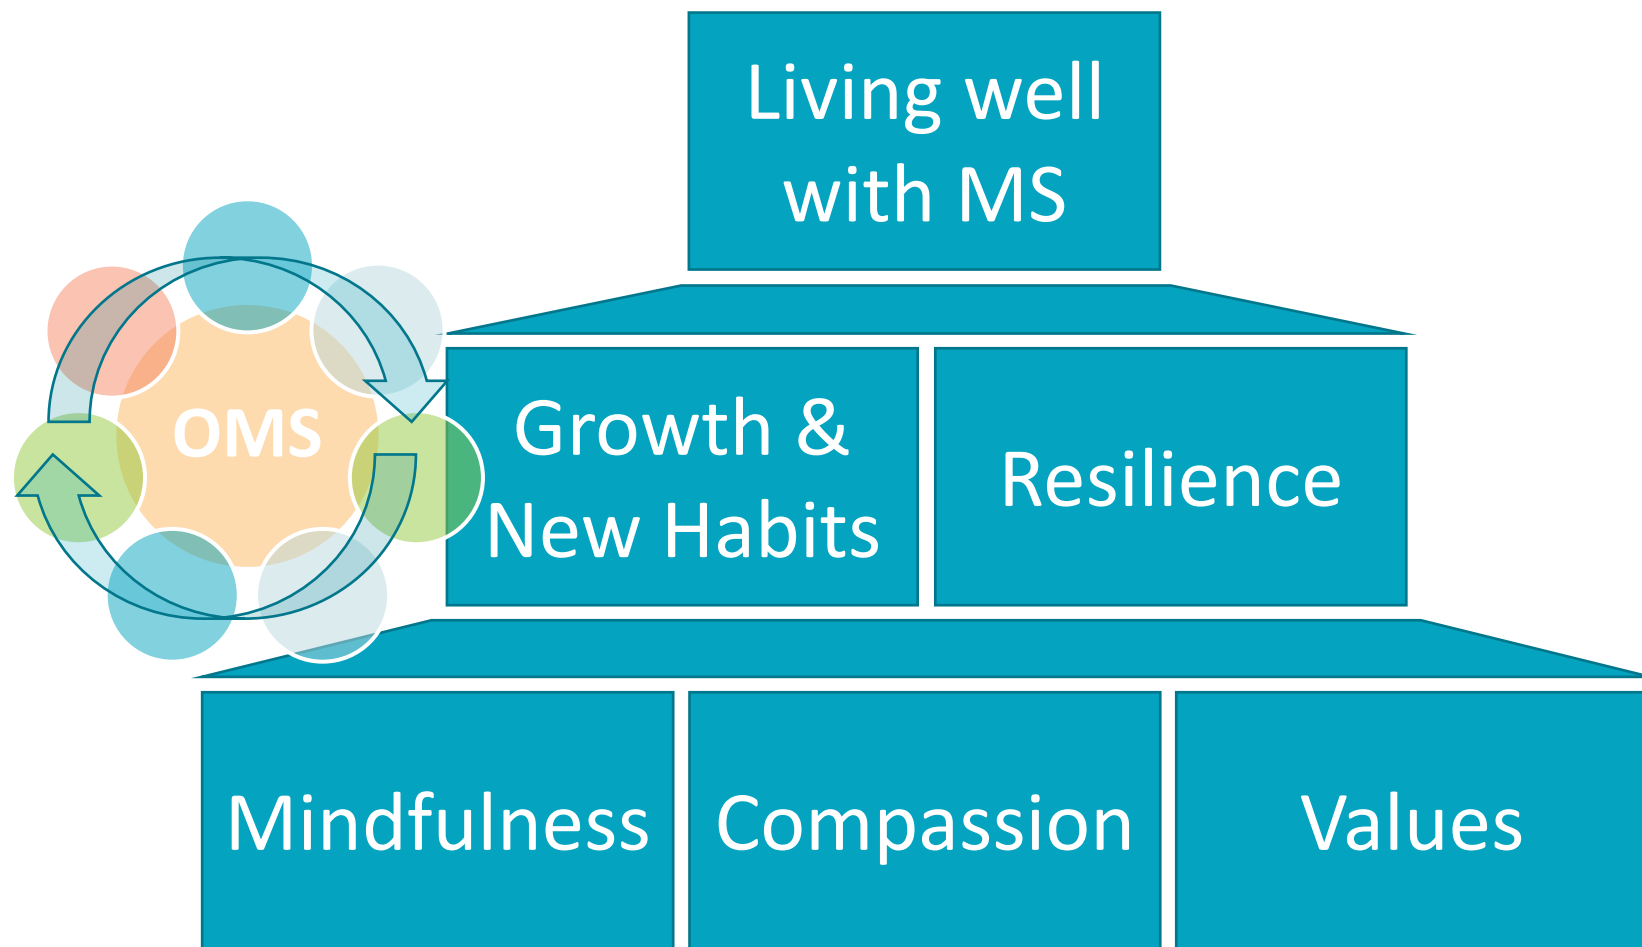 Living well
with MS
OMS
Growth &
New Habits
Resilience
Mindfulness
Compassion
Values